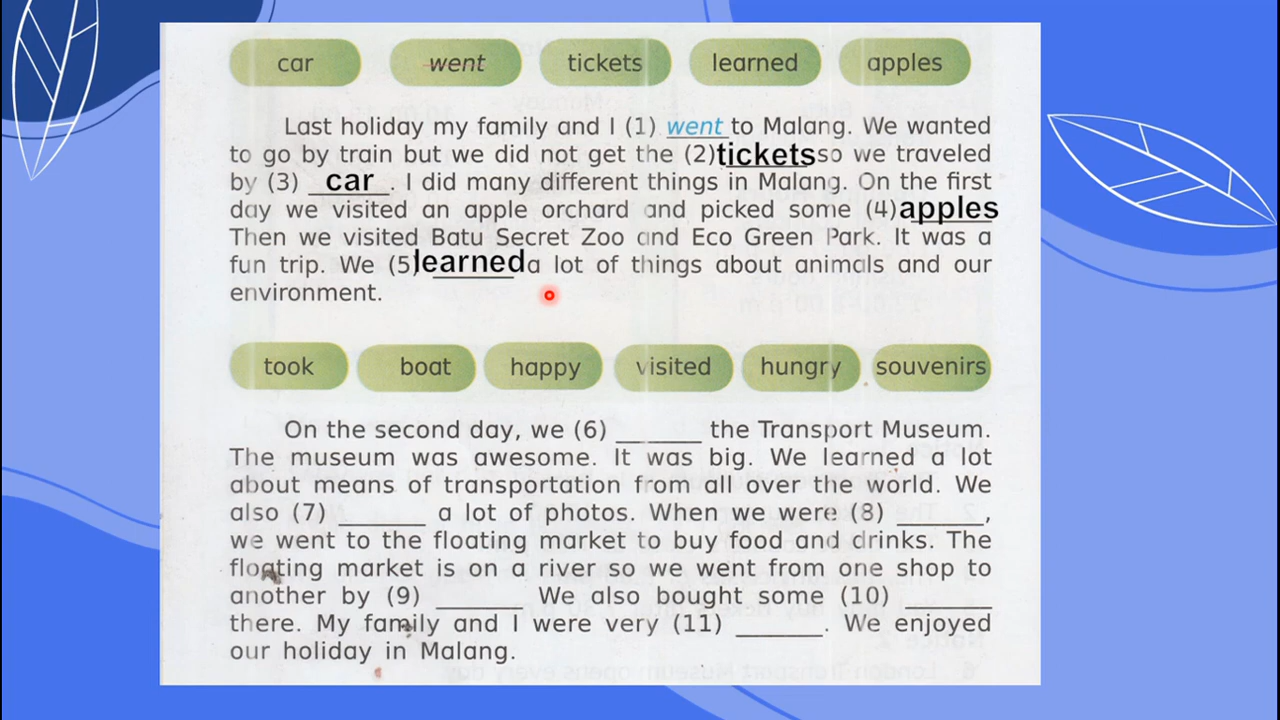 car went tickets learned apples
Last holiday my family and I (1) went to Malang. We wanted
to go by train but we did not get the (2) tickets so we traveled
by (3) car . I did many different things in Malang. On the first
day we visited an apple orchard and picked some (4) apples
Then we visited Batu Secret Zoo and Eco Green Park. It was a
fun trip. We (5) learned a lot of things about animals and our
environment.
took boat happy visited hungry souvenirs
On the second day, we (6) _______ the Transport Museum.
The museum was awesome. It was big. We learned a lot
about means of transportation from all over the world. We
also (7) _______ a lot of photos. When we were (8) _______,
we went to the floating market to buy food and drinks. The
floating market is on a river so we went from one shop to
another by (9) _______ We also bought some (10) _______
there. My family and I were very (11) _______. We enjoyed
our holiday in Malang.